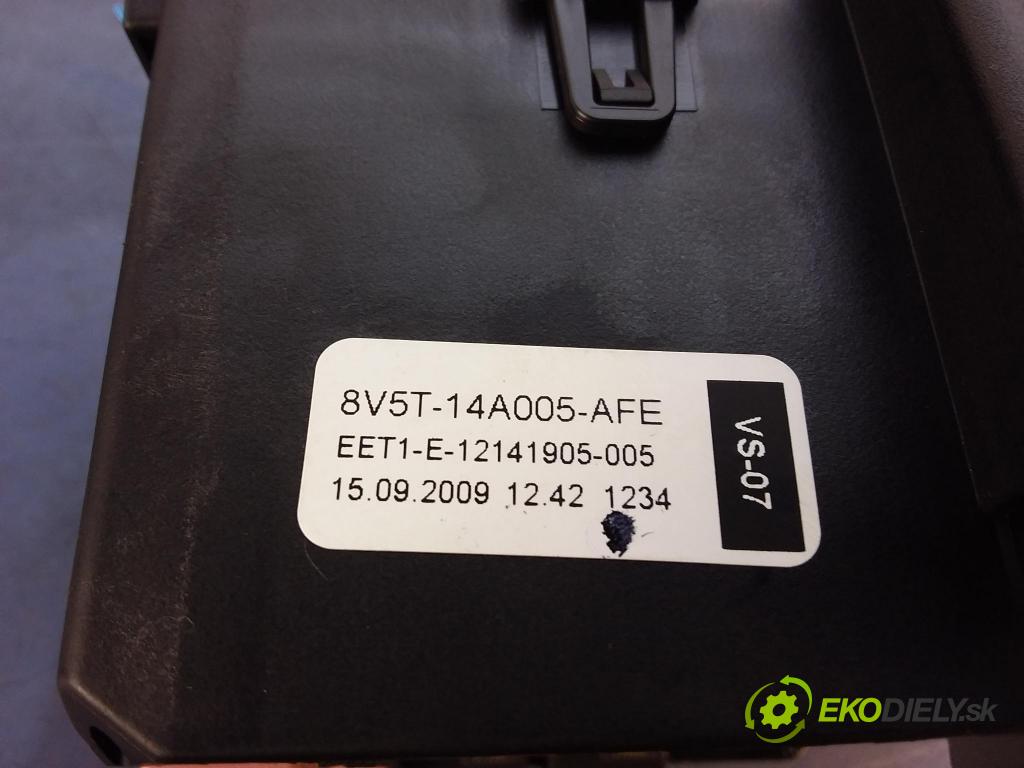 8V5T-14A005-AFE
EET1-E-12141905-005
15.09.2009 12.42 1234
VS-07
EKODIELY.sk